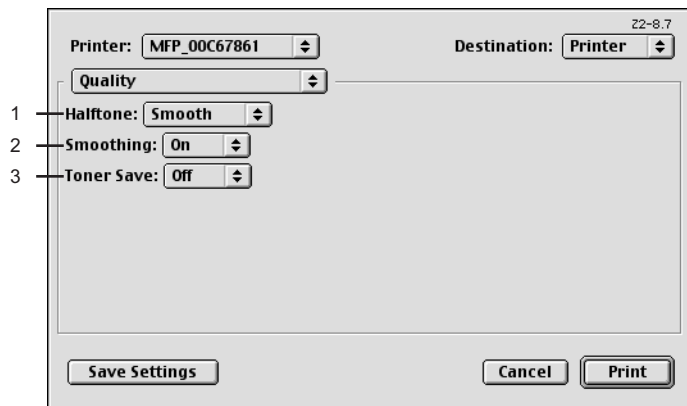 Z2-8.7
Printer: MFP_00C67861 Destination: Printer
Quality
1 Halftone: Smooth
2 Smoothing: On
3 Toner Save: Off
Save Settings Cancel Print